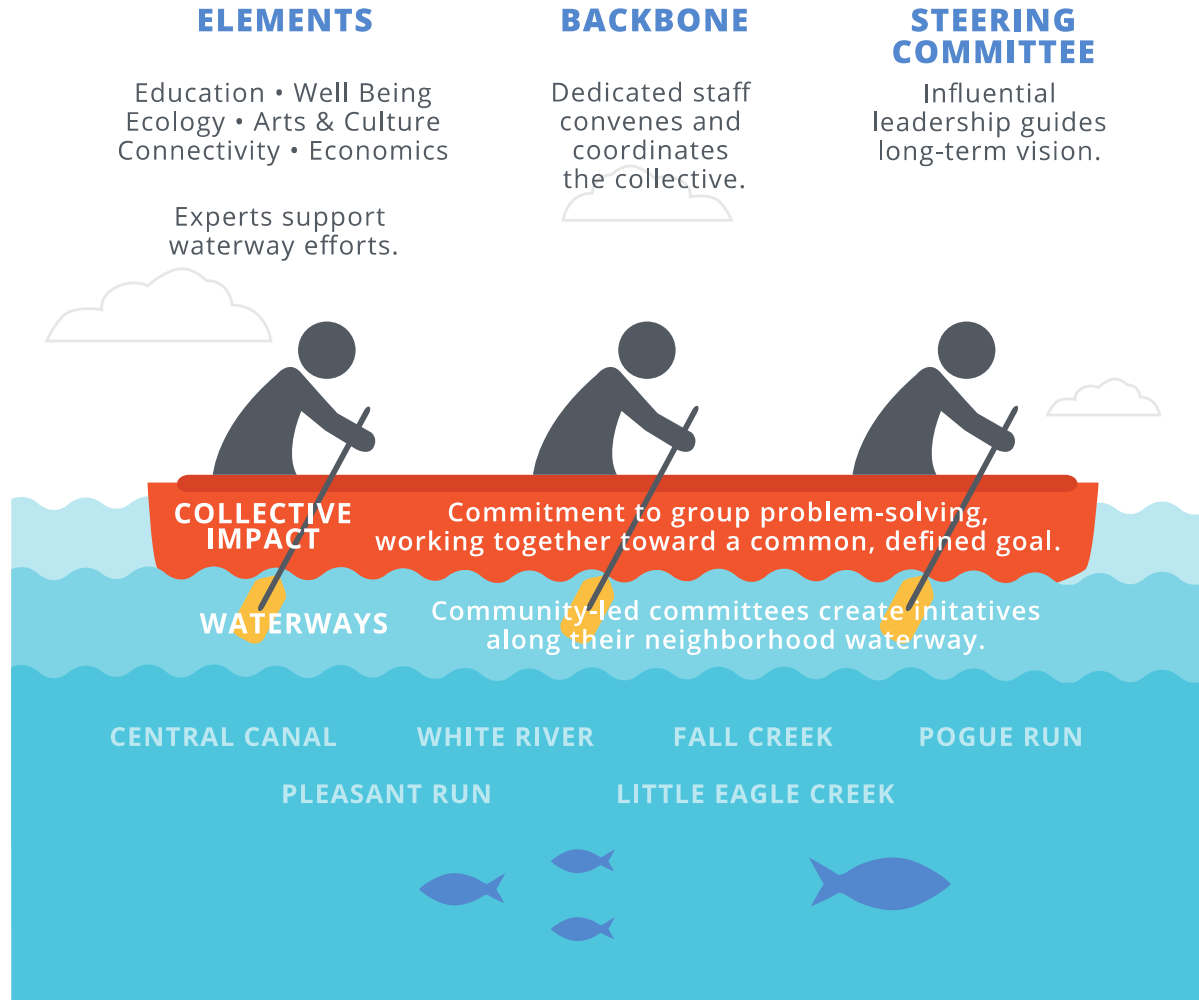 ELEMENTS
Education • Well Being
Ecology • Arts & Culture
Connectivity • Economics
Experts support
waterway efforts.
BACKBONE
Dedicated staff
convenes and
coordinates
the collective.
STEERING
COMMITTEE
Influential
leadership guides
long-term vision.
COLLECTIVE
IMPACT
Commitment to group problem-solving,
working together toward a common, defined goal.
WATERWAYS
Community-led committees create initatives
along their neighborhood waterway.
CENTRAL CANAL
WHITE RIVER
FALL CREEK
POGUE RUN
PLEASANT RUN
LITTLE EAGLE CREEK